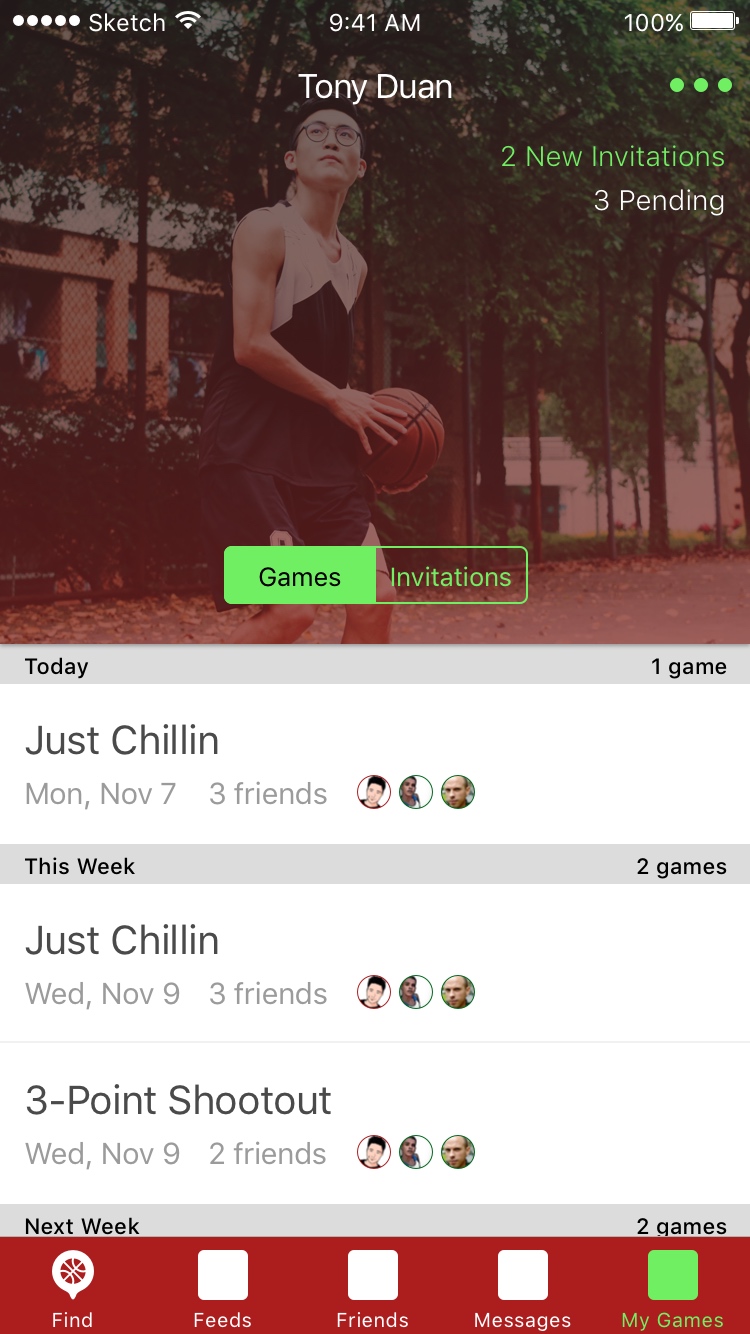 Sketch 9:41 AM 100%
Tony Duan
2 New Invitations
3 Pending
Games Invitations
Today 1 game
Just Chillin
Mon, Nov 7 3 friends
This Week 2 games
Just Chillin
Wed, Nov 9 3 friends
3-Point Shootout
Wed, Nov 9 2 friends
Next Week 2 games
Find Feeds Friends Messages My Games